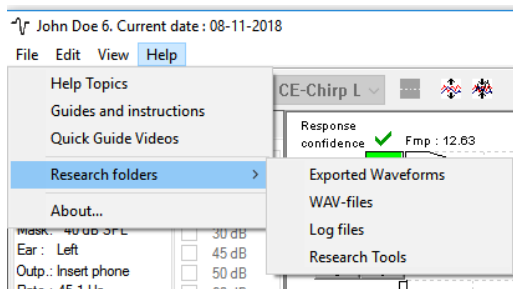 John Doe 6. Current date : 08-11-2018
File Edit View Help
Help Topics
Guides and instructions
Quick Guide Videos
Research folders
About...
CE-Chirp L
Response
confidence Fmp : 12.63
Exported Waveforms
WAV-files
Log files
Research Tools
Mask.: 40 dB SPL
Ear : Left
Outp.: Insert phone
30 dB
45 dB
50 dB